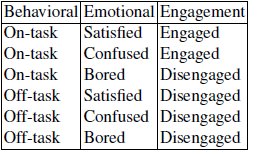 Behavioral Emotional Engagement
On-task Satisfied Engaged
On-task Confused Engaged
On-task Bored Disengaged
Off-task Satisfied Disengaged
Off-task Confused Disengaged
Off-task Bored Disengaged